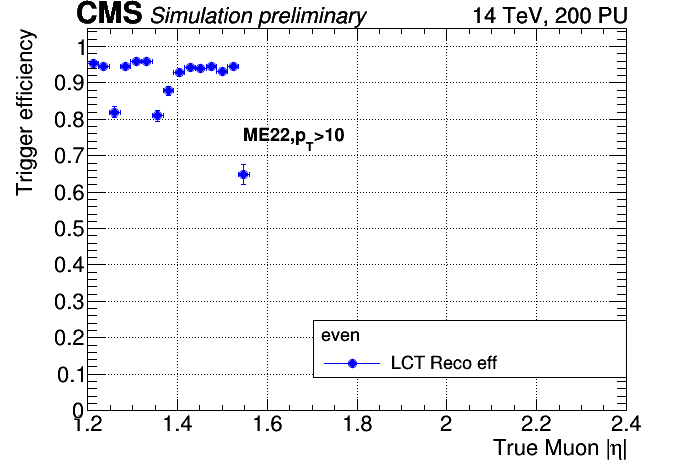 CMS Simulation preliminary 14 TeV, 200 PU
Trigger efficiency
1
0.9
0.8
0.7
0.6
0.5
0.4
0.3
0.2
0.1
0
ME22,p_T>10
even
LCT Reco eff
1.2 1.4 1.6 1.8 2 2.2 2.4
True Muon |η|